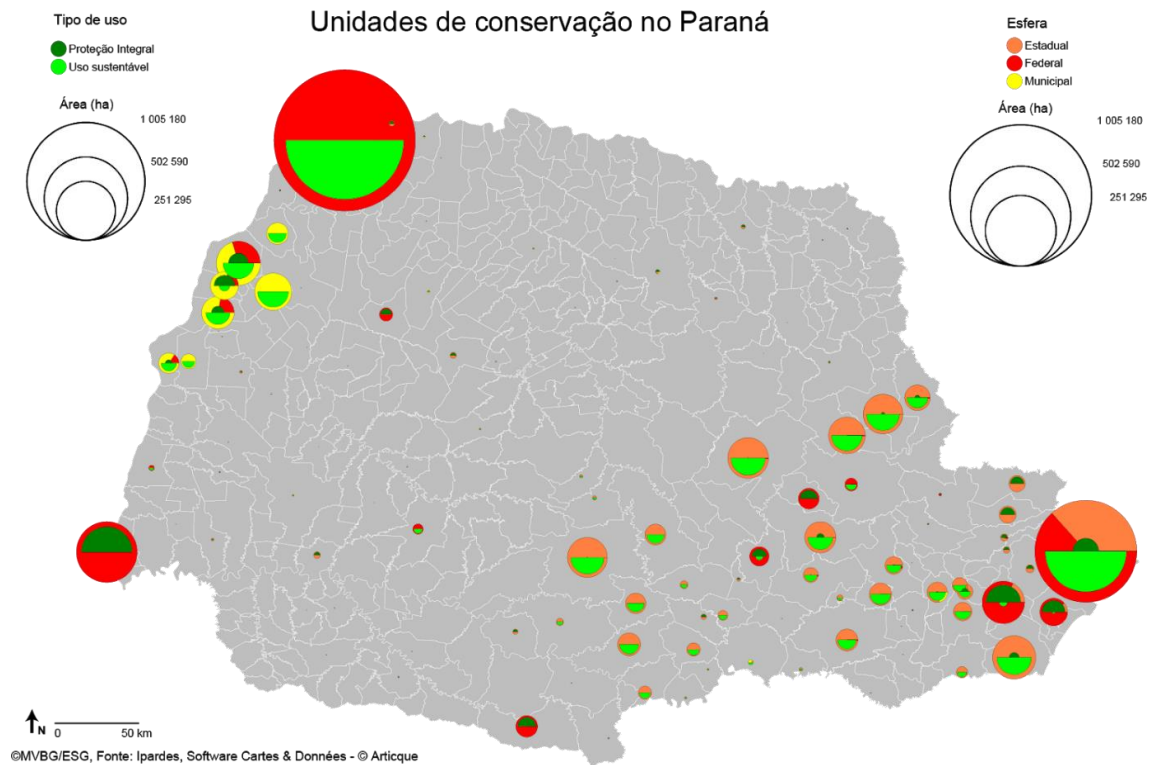 Unidades de conservação no Paraná
Tipo de uso
Proteção Integral
Uso sustentável
Área (ha)
1 005 180
502 590
251 295
Esfera
Estadual
Federal
Municipal
Área (ha)
1 005 180
502 590
251 295
N
0 50 km
©MVBG/ESG, Fonte: Ipardes, Software Cartes & Données - © Articque